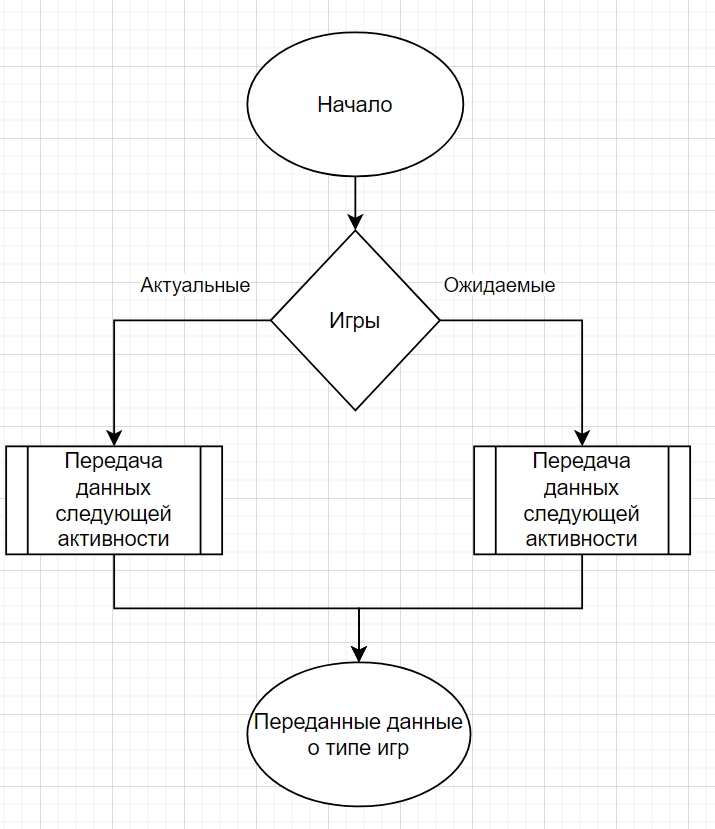 Начало
Актуальные
Ожидаемые
Игры
Передача
данных
следующей
активности
Передача
данных
следующей
активности
Переданные данные
о типе игр